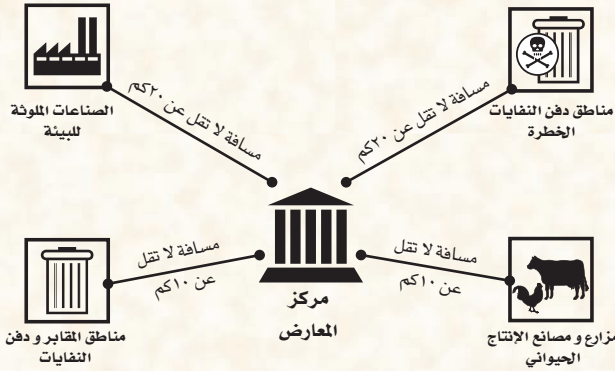 الصناعات الملوثة
للبيئة
مسافة لا تقل عن ٢٠كم
مناطق دفن النفايات
الخطرة
مسافة لا تقل عن ٢٠كم
مناطق المقابر و دفن
النفايات
مسافة لا تقل
عن ١٠كم
مزارع و مصانع الإنتاج
الحيواني
مسافة لا تقل
عن ١٠كم
مركز
المعارض